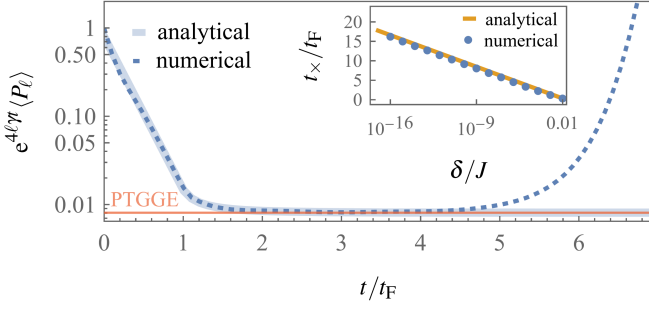 e^{4ℓγt}⟨P_ℓ⟩
1
0.50
0.10
0.05
0.01
analytical
numerical
PTGGE
0 1 2 3 4 5 6
t/t_F
t_×/t_F
20
15
10
5
0
analytical
numerical
10^{-16} 10^{-9} 0.01
δ/J